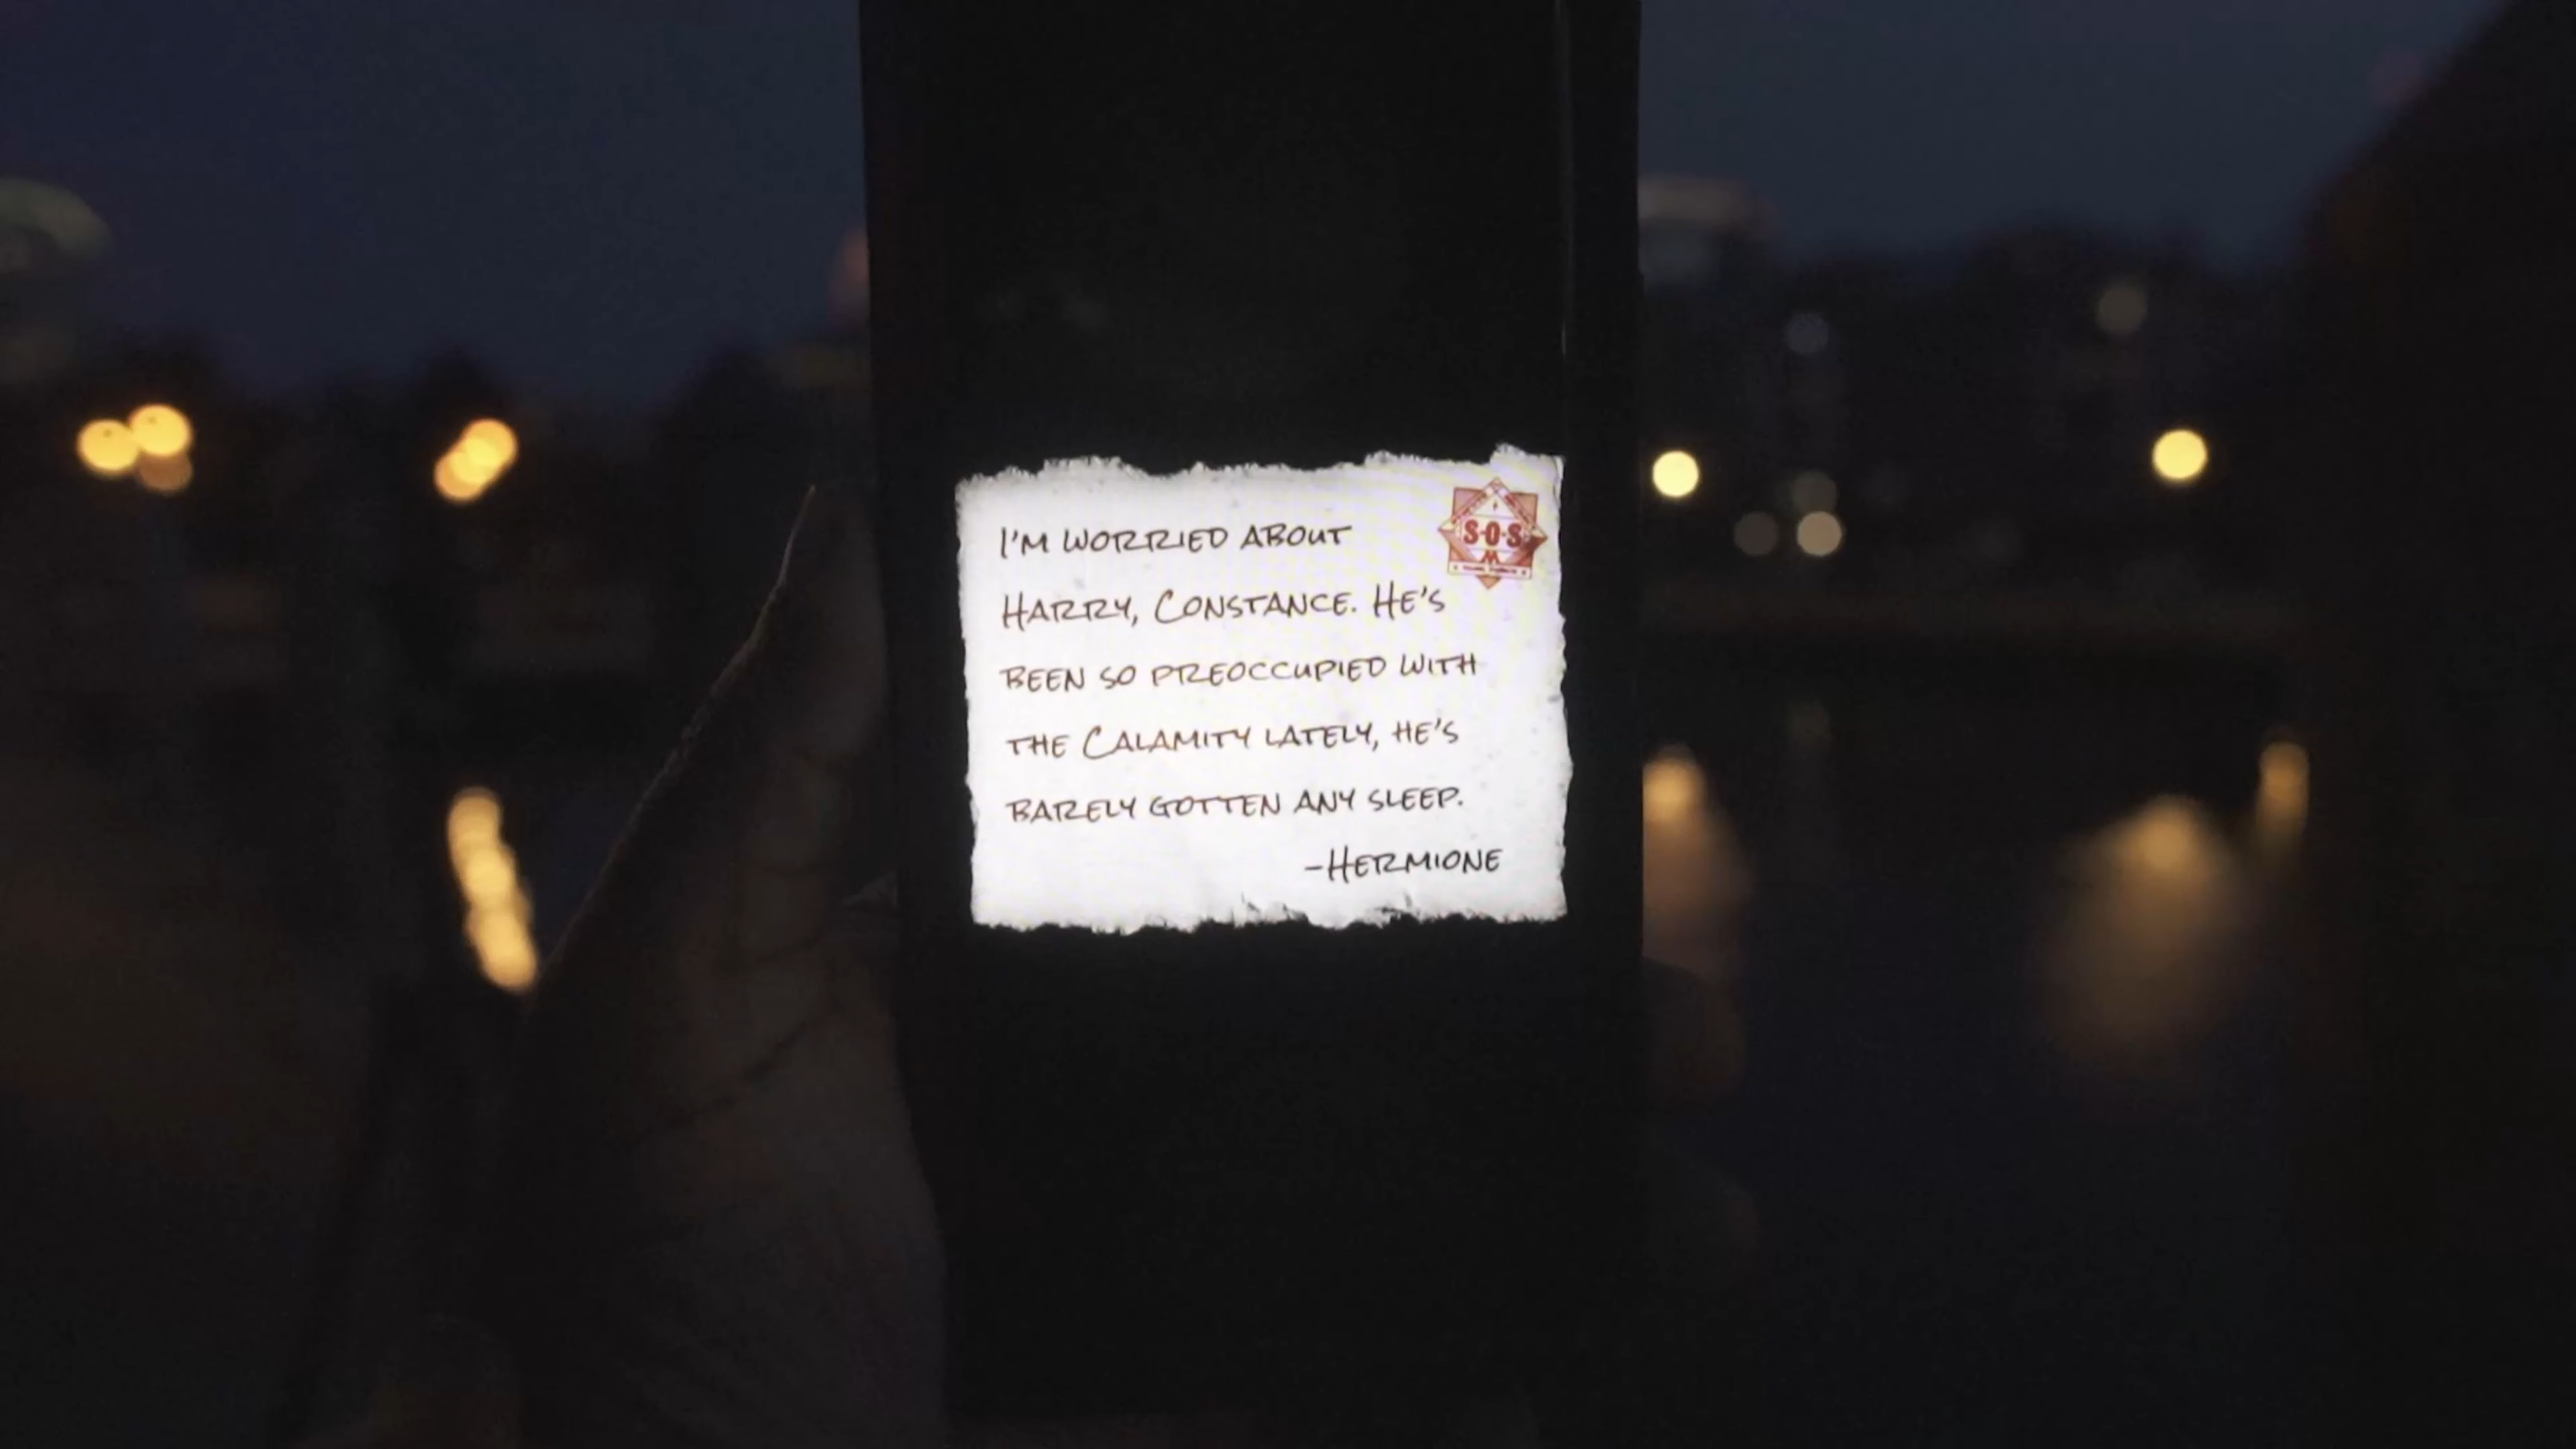 I'M WORRIED ABOUT
HARRY, CONSTANCE. HE'S
BEEN SO PREOCCUPIED WITH
THE CALAMITY LATELY, HE'S
BARELY GOTTEN ANY SLEEP.
-HERMIONE
S·O·S